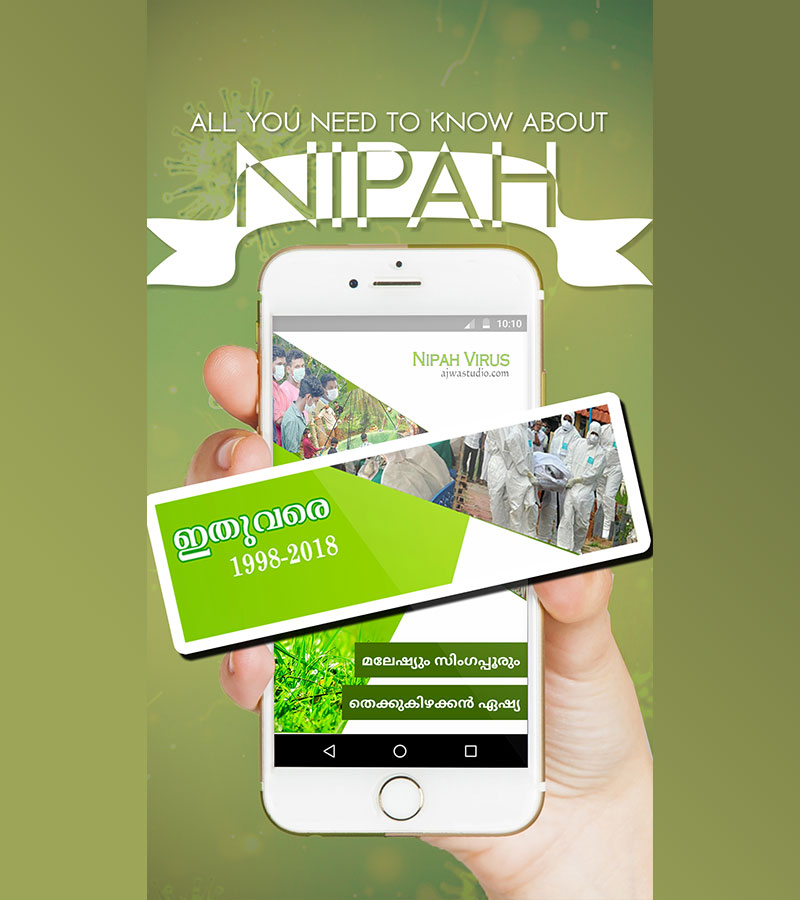 ALL YOU NEED TO KNOW ABOUT
NIPAH
10:10
NIPAH VIRUS
ajwastudio.com
ഇതുവരെ
1998-2018
മലേഷ്യും സിംഗപ്പൂരും
തെക്കുകിഴക്കൻ ഏഷ്യ